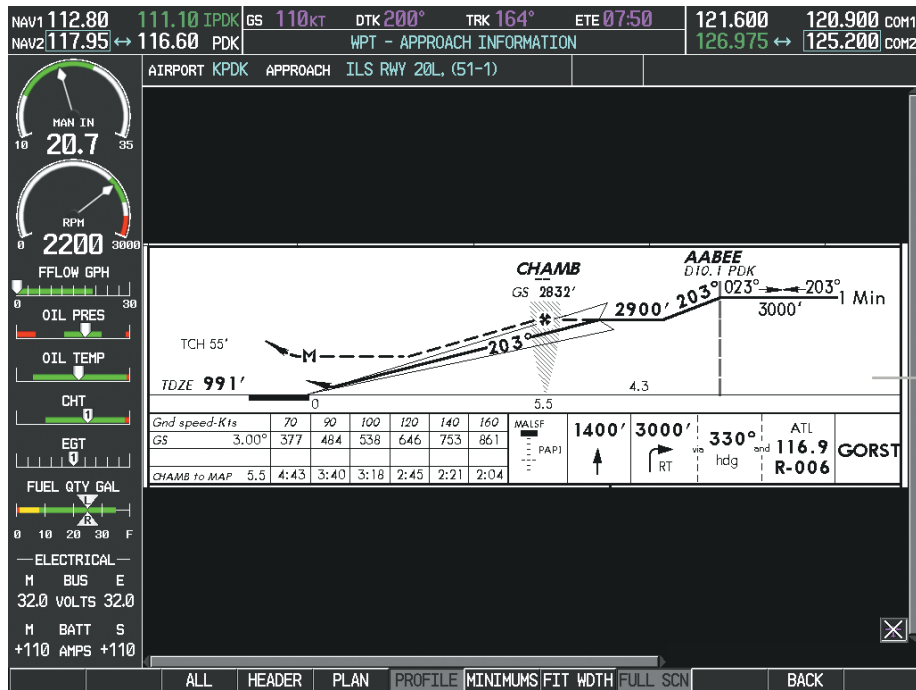 NAV1 112.80 111.10 IPDK GS 110KT DTK 200° TRK 164° ETE 07:50 121.600 120.900 COM1
NAV2 117.95 ↔ 116.60 PDK WPT - APPROACH INFORMATION 126.975 ↔ 125.200 COM2
AIRPORT KPDK APPROACH ILS RWY 20L, (51-1)
MAN IN
10 20.7 35
RPM
0 2200 3000
FFLOW GPH
0 30
OIL PRES
OIL TEMP
CHT
1
EGT
1
FUEL QTY GAL
L
R
0 10 20 30 F
ELECTRICAL
M BUS E
32.0 VOLTS 32.0
M BATT S
+110 AMPS +110
CHAMB
GS 2832'
AABEE
D10.1 PDK
023° 203°
1 Min
3000'
2900' 203°
203°
TCH 55'
M
TDZE 991'
4.3
0 5.5
Gnd speed-Kts 70 90 100 120 140 160
GS 3.00° 377 484 538 646 753 861
CHAMB to MAP 5.5 4:43 3:40 3:18 2:45 2:21 2:04
MALSF
PAPI
1400' 3000' RT via 330° hdg and ATL 116.9 R-006 GORST
ALL HEADER PLAN PROFILE MINIMUMS FIT WDTH FULL SCN BACK